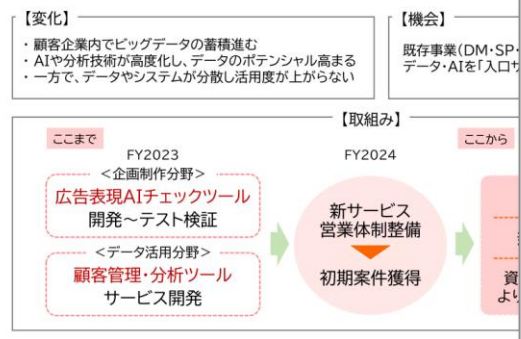 【変化】
・顧客企業内でビッグデータの蓄積進む
・AIや分析技術が高度化し、データのポテンシャル高まる
・一方で、データやシステムが分散し活用度が上がらない
【機会】
既存事業(DM・SP・
データ・AIを「入口サ
【取組み】
ここまで
FY2023
<企画制作分野>
広告表現AIチェックツール
開発〜テスト検証
<データ活用分野>
顧客管理・分析ツール
サービス開発
FY2024
新サービス
営業体制整備
初期案件獲得
ここから
資
より